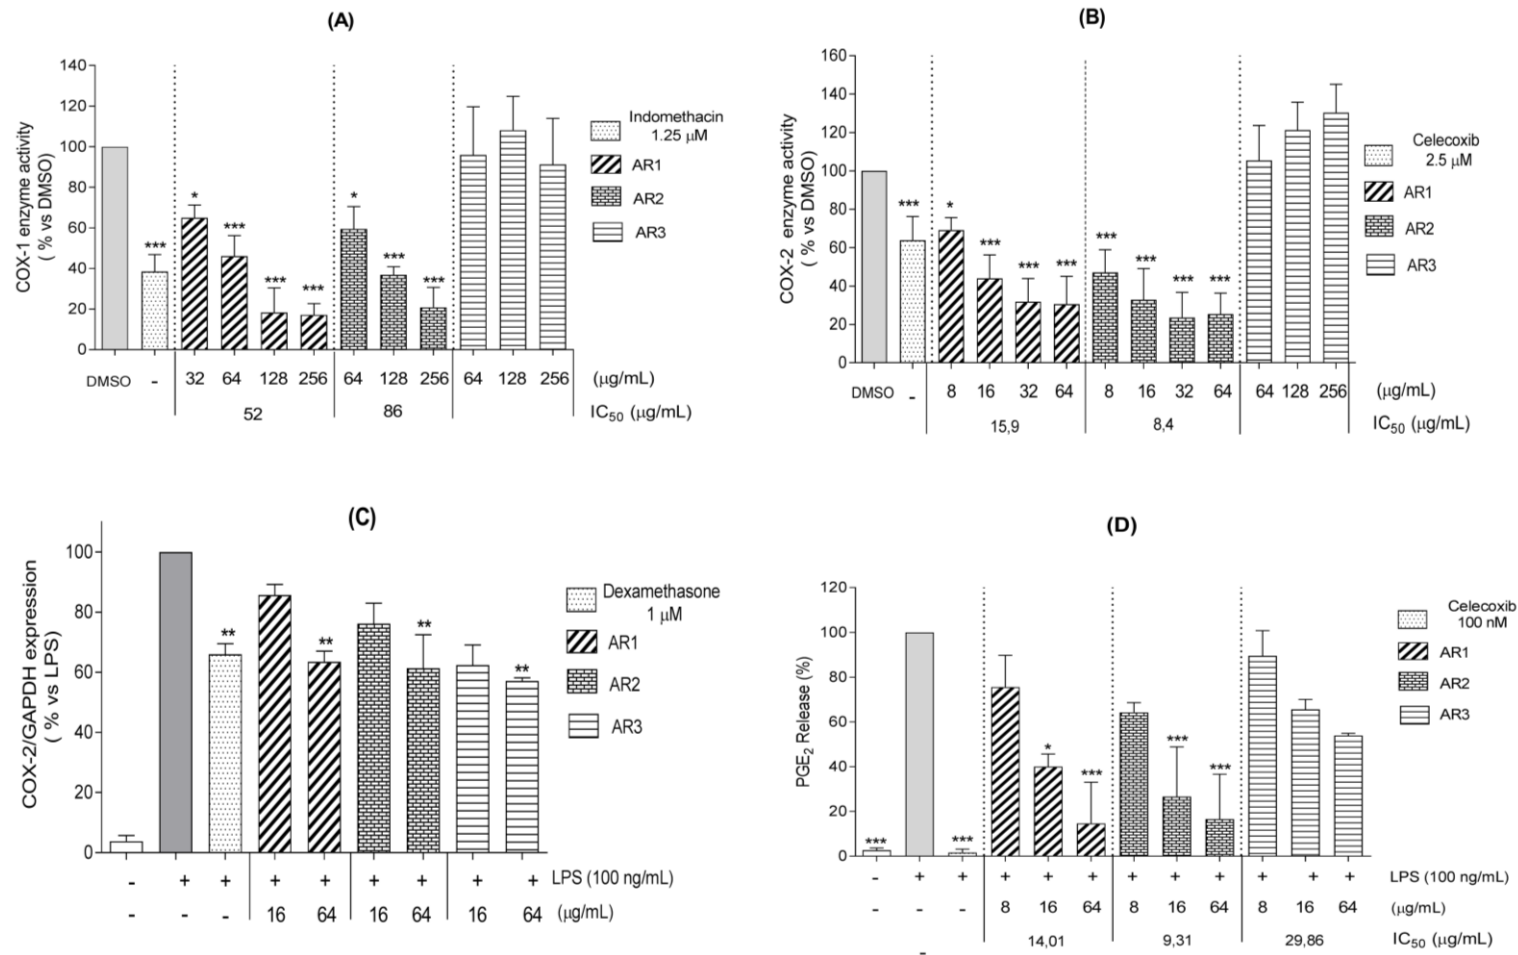 (A)
COX-1 enzyme activity
( % vs DMSO)
140
120
100
80
60
40
20
0
***
*
***
***
***
*
***
***
DMSO - 32 64 128 256 64 128 256 64 128 256 (µg/mL)
52 86 IC50 (µg/mL)
Indomethacin
1.25 µM
AR1
AR2
AR3
(B)
COX-2 enzyme activity
( % vs DMSO)
160
140
120
100
80
60
40
20
0
***
*
***
***
***
***
***
***
***
DMSO - 8 16 32 64 8 16 32 64 64 128 256 (µg/mL)
15,9 8,4 IC50 (µg/mL)
Celecoxib
2.5 µM
AR1
AR2
AR3
(C)
COX-2/GAPDH expression
( % vs LPS)
100
80
60
40
20
0
**
**
**
**
- + + + + + + + + LPS (100 ng/mL)
- - - 16 64 16 64 16 64 (µg/mL)
Dexamethasone
1 µM
AR1
AR2
AR3
(D)
PGE2 Release (%)
120
100
80
60
40
20
0
***
***
*
***
***
***
- + + + + + + + + + + + LPS (100 ng/mL)
- - - 8 16 64 8 16 64 8 16 64 (µg/mL)
- 14,01 9,31 29,86 IC50 (µg/mL)
Celecoxib
100 nM
AR1
AR2
AR3